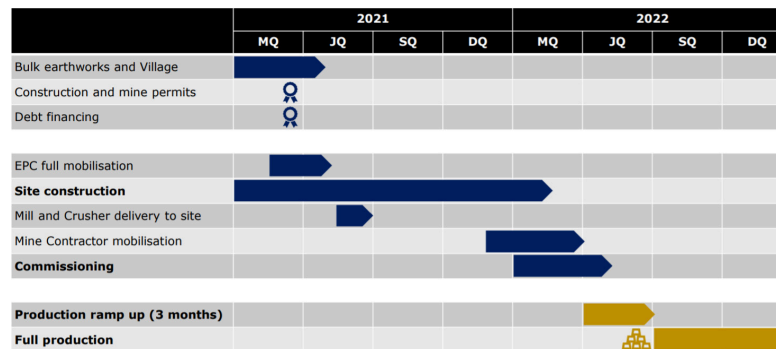 2021 2022
MQ JQ SQ DQ MQ JQ SQ DQ
Bulk earthworks and Village
Construction and mine permits
Debt financing
EPC full mobilisation
Site construction
Mill and Crusher delivery to site
Mine Contractor mobilisation
Commissioning
Production ramp up (3 months)
Full production